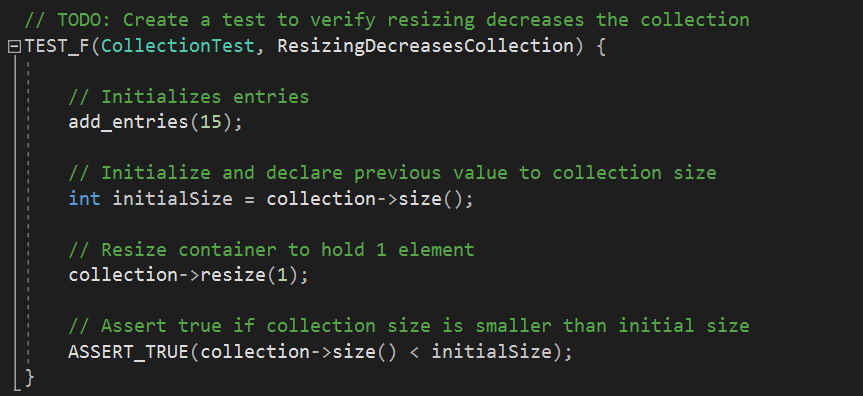 // TODO: Create a test to verify resizing decreases the collection
TEST_F(CollectionTest, ResizingDecreasesCollection) {
// Initializes entries
add_entries(15);
// Initialize and declare previous value to collection size
int initialSize = collection->size();
// Resize container to hold 1 element
collection->resize(1);
// Assert true if collection size is smaller than initial size
ASSERT_TRUE(collection->size() < initialSize);
}